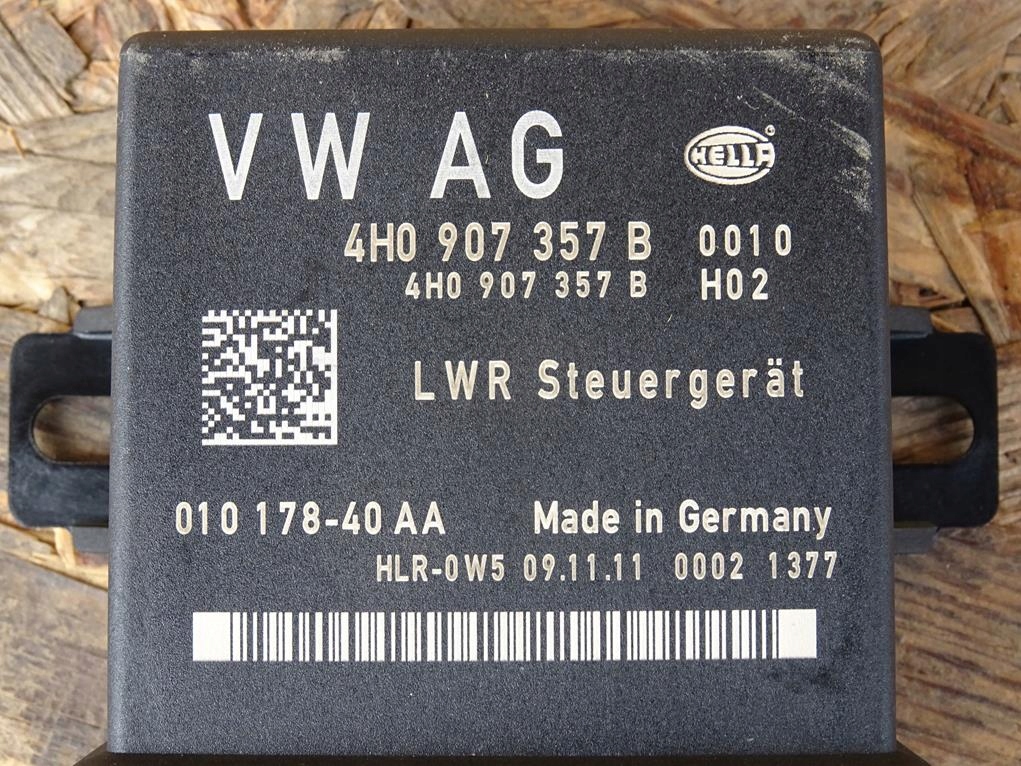 VW AG HELLA
4H0 907 357 B 0010
4H0 907 357 B H02
LWR Steuergerät
010 178-40 AA Made in Germany
HLR-0W5 09.11.11 0002 1377